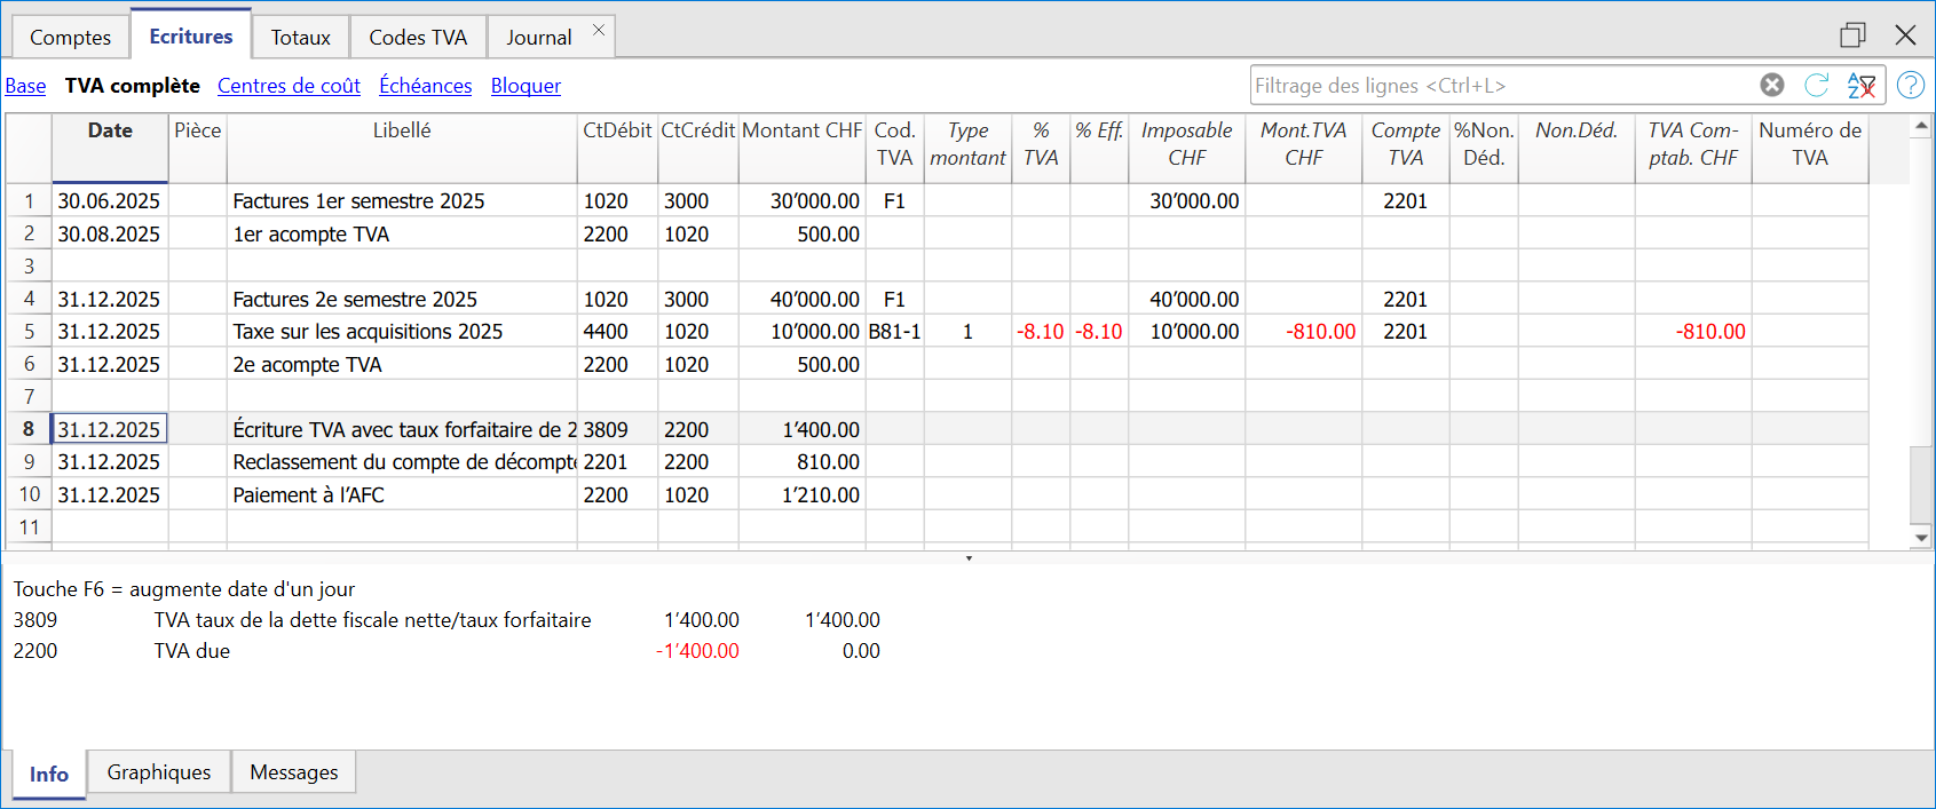 Comptes Ecritures Totaux Codes TVA Journal
Base TVA complète Centres de coût Échéances Bloquer Filtrage des lignes <Ctrl+L>
Date Pièce Libellé CtDébit CtCrédit Montant CHF Cod. TVA Type montant % TVA % Eff. Imposable CHF Mont.TVA CHF Compte TVA %Non. Déd. Non.Déd. TVA Com-ptab. CHF Numéro de TVA
1 30.06.2025 Factures 1er semestre 2025 1020 3000 30’000.00 F1 30’000.00 2201
2 30.08.2025 1er acompte TVA 2200 1020 500.00
3
4 31.12.2025 Factures 2e semestre 2025 1020 3000 40’000.00 F1 40’000.00 2201
5 31.12.2025 Taxe sur les acquisitions 2025 4400 1020 10’000.00 B81-1 1 -8.10 -8.10 10’000.00 -810.00 2201 -810.00
6 31.12.2025 2e acompte TVA 2200 1020 500.00
7
8 31.12.2025 Écriture TVA avec taux forfaitaire de 2 3809 2200 1’400.00
9 31.12.2025 Reclassement du compte de décompte 2201 2200 810.00
10 31.12.2025 Paiement à l’AFC 2200 1020 1’210.00
11
Touche F6 = augmente date d'un jour
3809 TVA taux de la dette fiscale nette/taux forfaitaire 1’400.00 1’400.00
2200 TVA due -1’400.00 0.00
Info Graphiques Messages